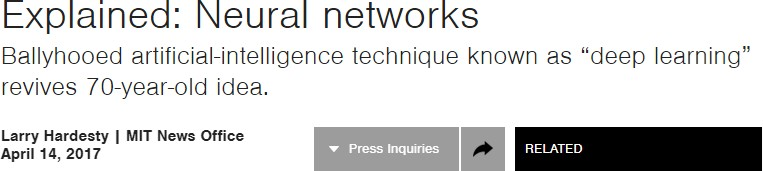 Explained: Neural networks
Ballyhooed artificial-intelligence technique known as “deep learning”
revives 70-year-old idea.
Larry Hardesty | MIT News Office
April 14, 2017
Press Inquiries
RELATED